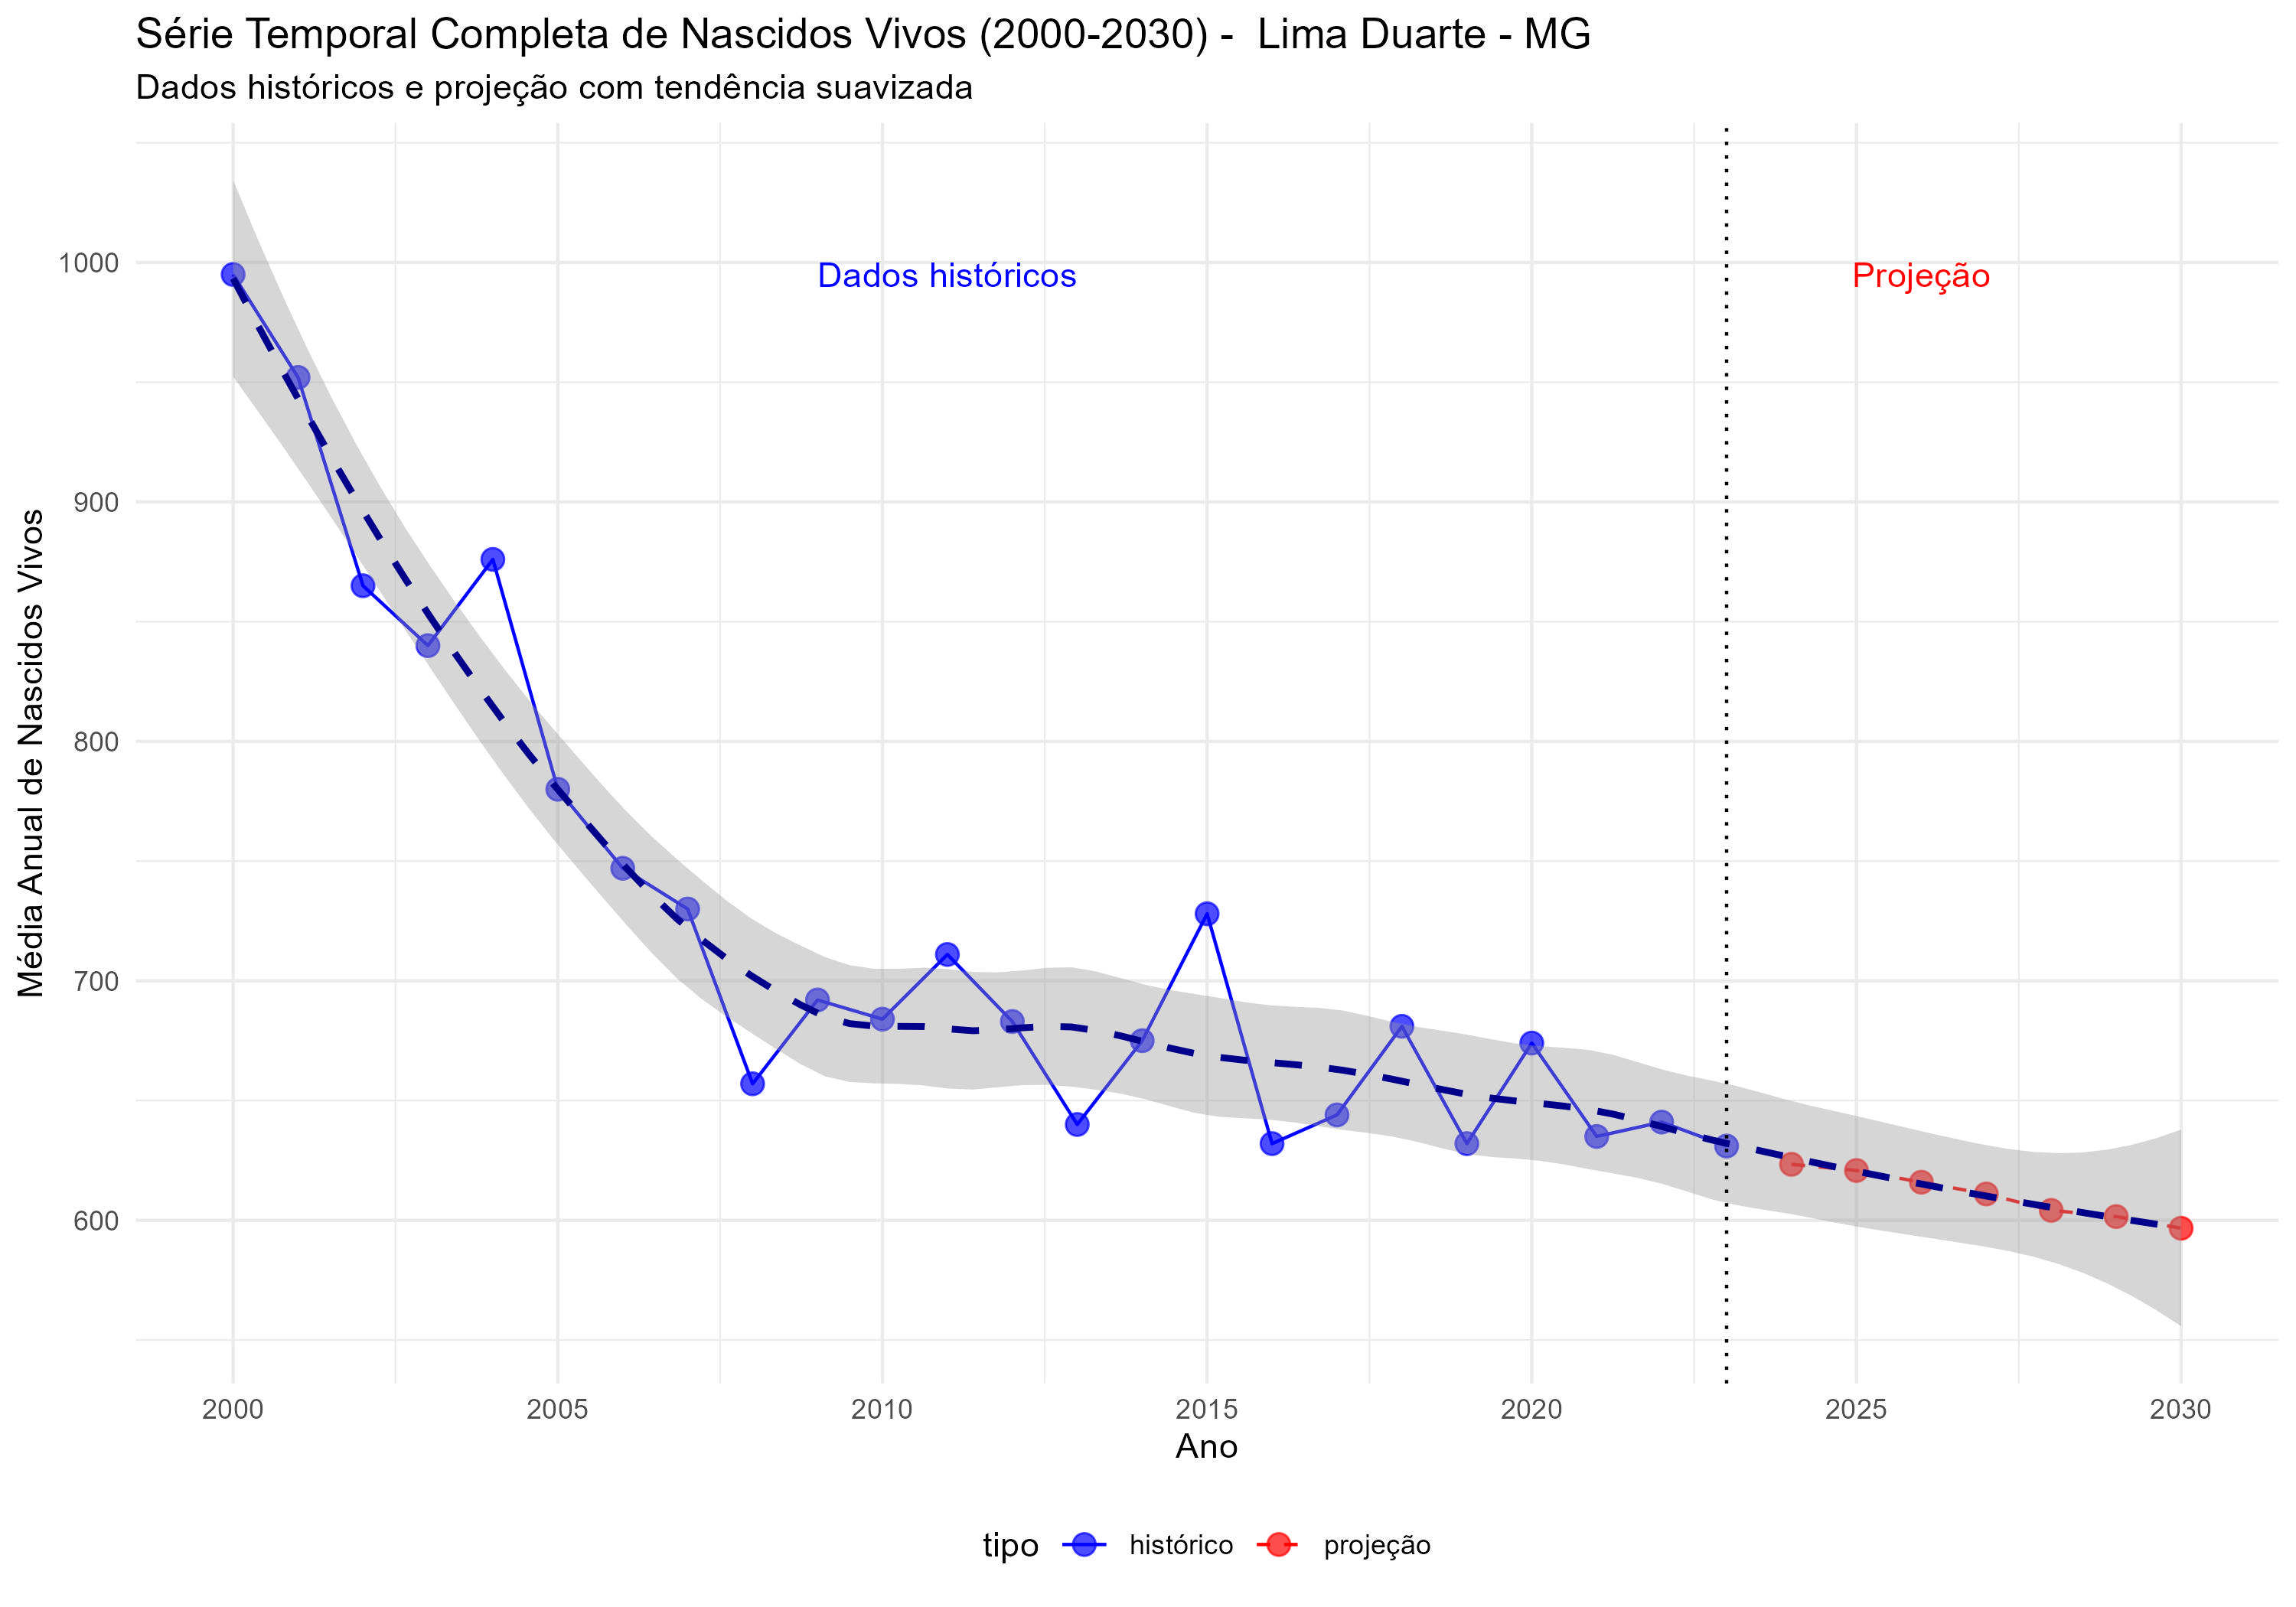 Série Temporal Completa de Nascidos Vivos (2000-2030) -  Lima Duarte - MG
Dados históricos e projeção com tendência suavizada
Média Anual de Nascidos Vivos
1000
900
800
700
600
Dados históricos
Projeção
2000 2005 2010 2015 2020 2025 2030
Ano
tipo histórico projeção